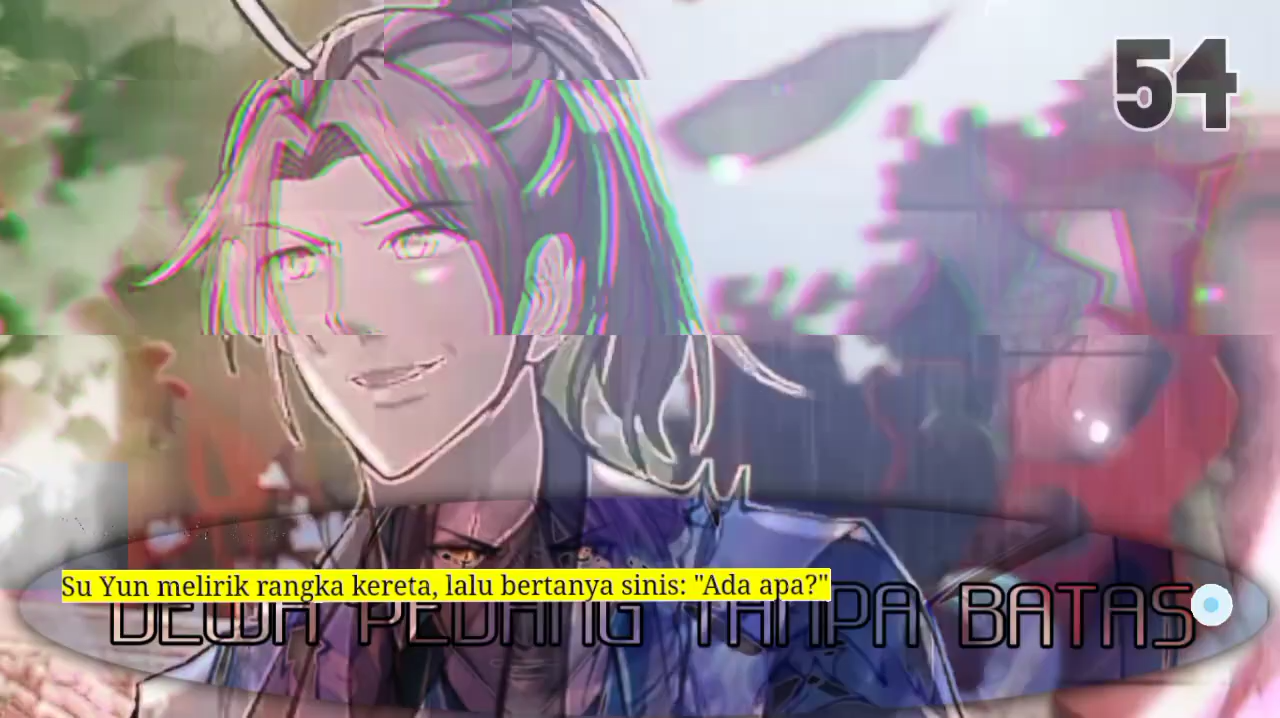 54
Su Yun melirik rangka kereta, lalu bertanya sinis: "Ada apa?"
DEWA PEDANG TANPA BATAS